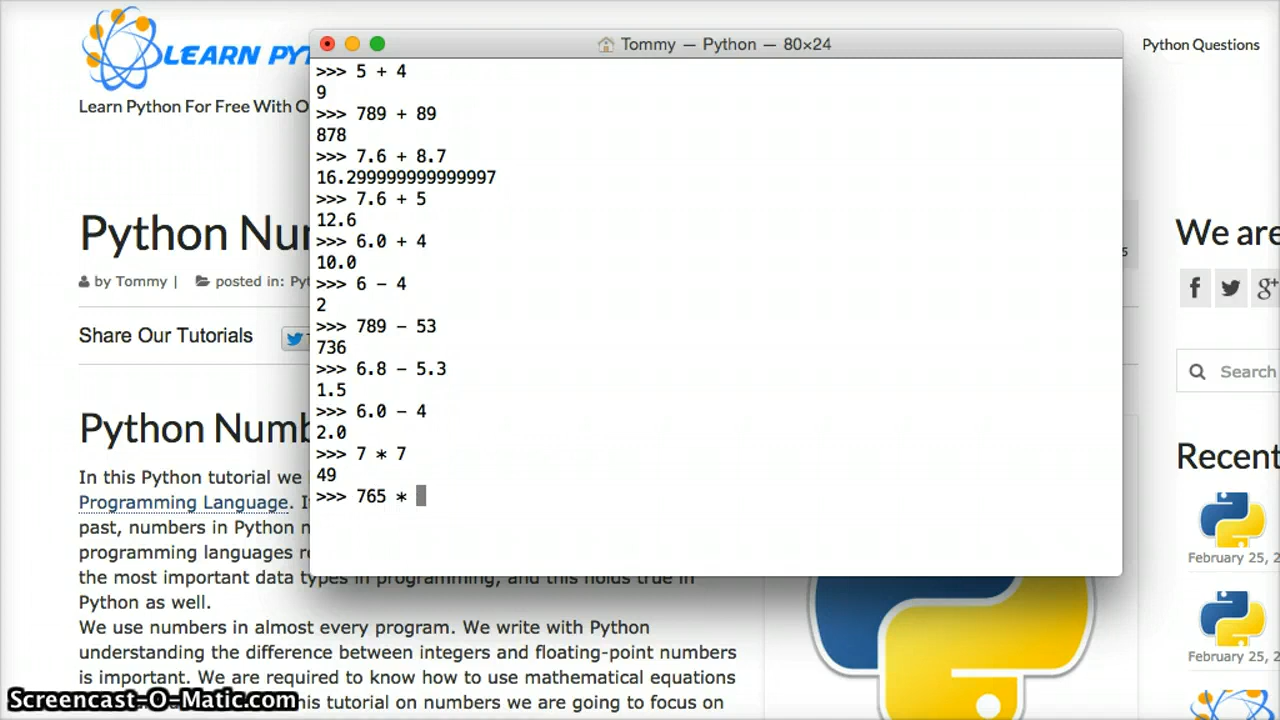 LEARN PY
Learn Python For Free With O
Python Questions
Tommy — Python — 80×24
>>> 5 + 4
9
>>> 789 + 89
878
>>> 7.6 + 8.7
16.299999999999997
>>> 7.6 + 5
12.6
>>> 6.0 + 4
10.0
>>> 6 - 4
2
>>> 789 - 53
736
>>> 6.8 - 5.3
1.5
>>> 6.0 - 4
2.0
>>> 7 * 7
49
>>> 765 *
Python Nu
by Tommy | posted in: Pyt
Share Our Tutorials
Python Numb
In this Python tutorial we
Programming Language. I
past, numbers in Python n
programming languages r
the most important data types in programming, and this holds true in
Python as well.
We use numbers in almost every program. We write with Python
understanding the difference between integers and floating-point numbers
is important. We are required to know how to use mathematical equations
his tutorial on numbers we are going to focus on
We are
f
g+
Search
Recent
February 25, 2
February 25, 2
Screencast-O-Matic.com